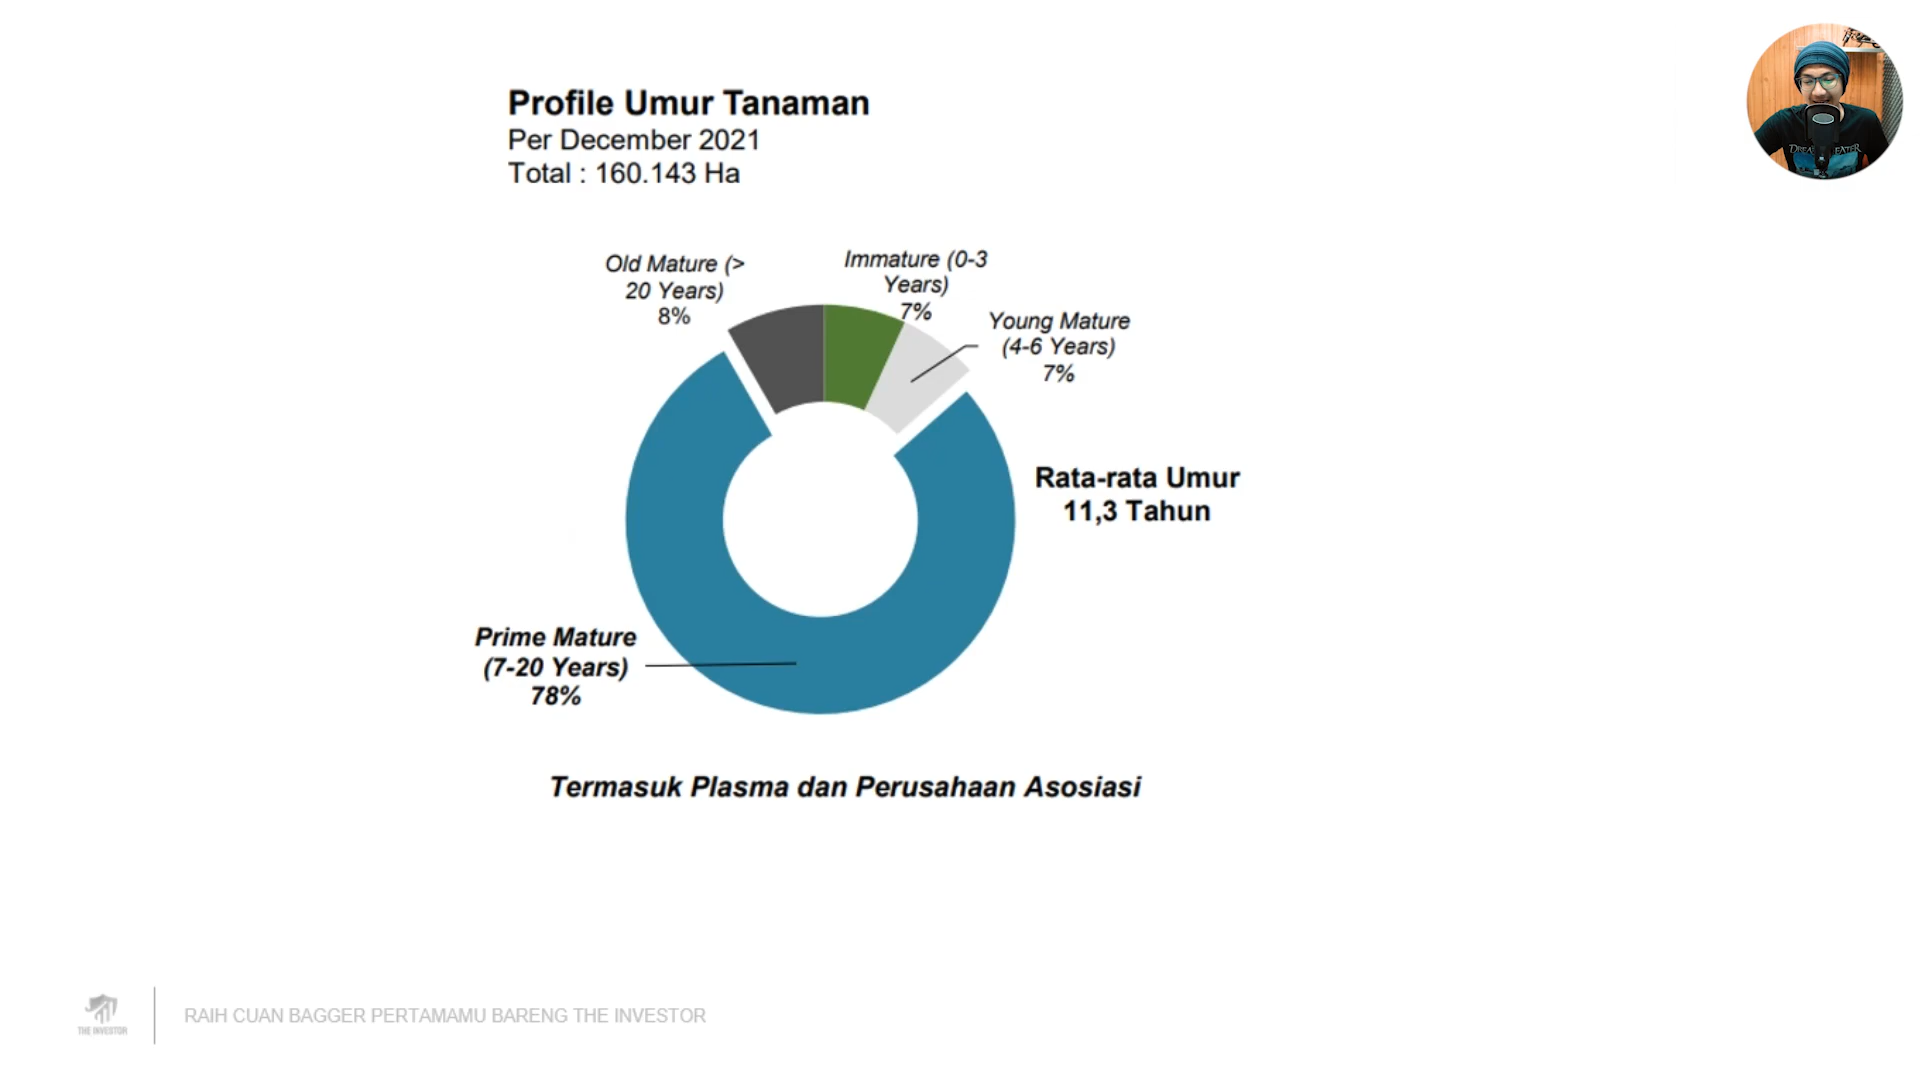 Profile Umur Tanaman
Per December 2021
Total : 160.143 Ha
Old Mature (>
20 Years)
8%
Immature (0-3
Years)
7%
Young Mature
(4-6 Years)
7%
Rata-rata Umur
11,3 Tahun
Prime Mature
(7-20 Years)
78%
Termasuk Plasma dan Perusahaan Asosiasi
THE INVESTOR
RAIH CUAN BAGGER PERTAMAMU BARENG THE INVESTOR